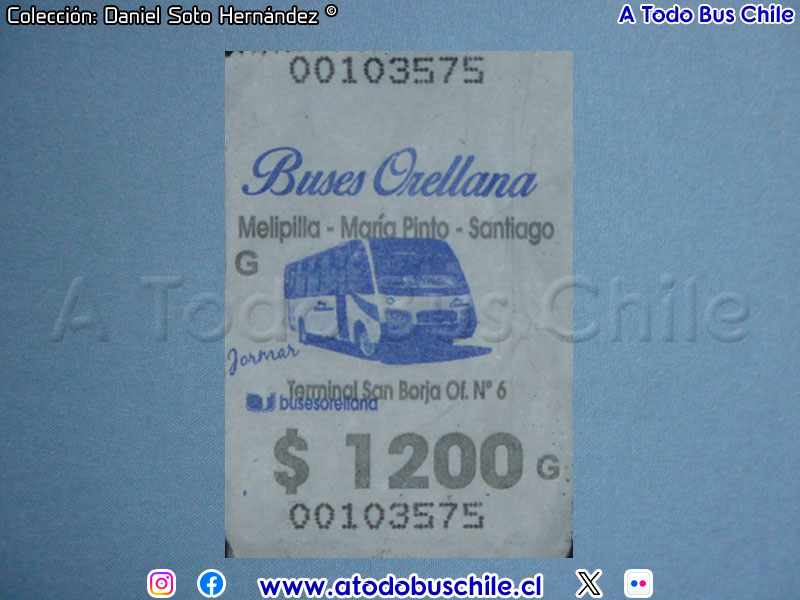 Colección: Daniel Soto Hernández ©
A Todo Bus Chile
00103575
Buses Orellana
Melipilla - María Pinto - Santiago
G
A Todo Bus Chile
Jormar
Terminal San Borja Of. N° 6
busesorellana
$ 1200 G
00103575
www.atodobuschile.cl